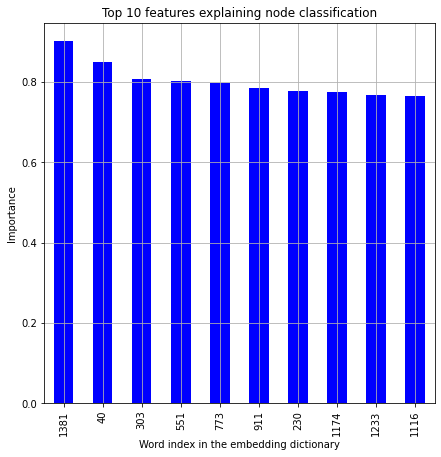 Top 10 features explaining node classification
Importance
0.8
0.6
0.4
0.2
0.0
1381 40 303 551 773 911 230 1174 1233 1116
Word index in the embedding dictionary